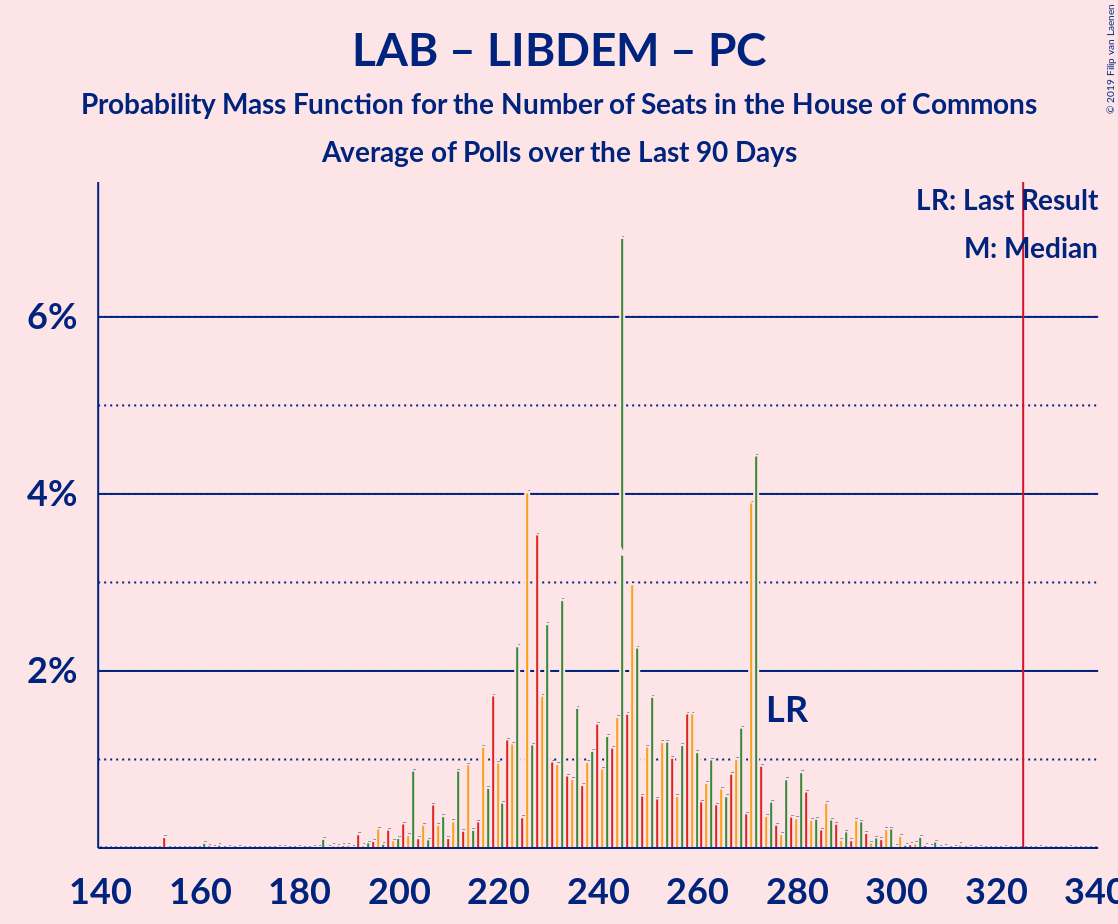 LAB – LIBDEM – PC
Probability Mass Function for the Number of Seats in the House of Commons
Average of Polls over the Last 90 Days
© 2019 Filip van Laenen
LR: Last Result
M: Median
6%
4%
2%
LR
140 160 180 200 220 240 260 280 300 320 340